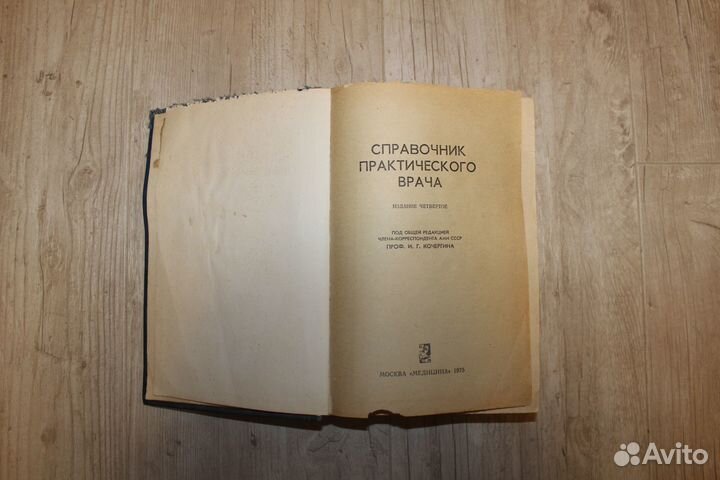 СПРАВОЧНИК
ПРАКТИЧЕСКОГО
ВРАЧА
ИЗДАНИЕ ЧЕТВЕРТОЕ
ПОД ОБЩЕЙ РЕДАКЦИЕЙ
ЧЛЕНА-КОРРЕСПОНДЕНТА АМН СССР
ПРОФ. И. Г. КОЧЕРГИНА
МОСКВА «МЕДИЦИНА» 1975
Avito